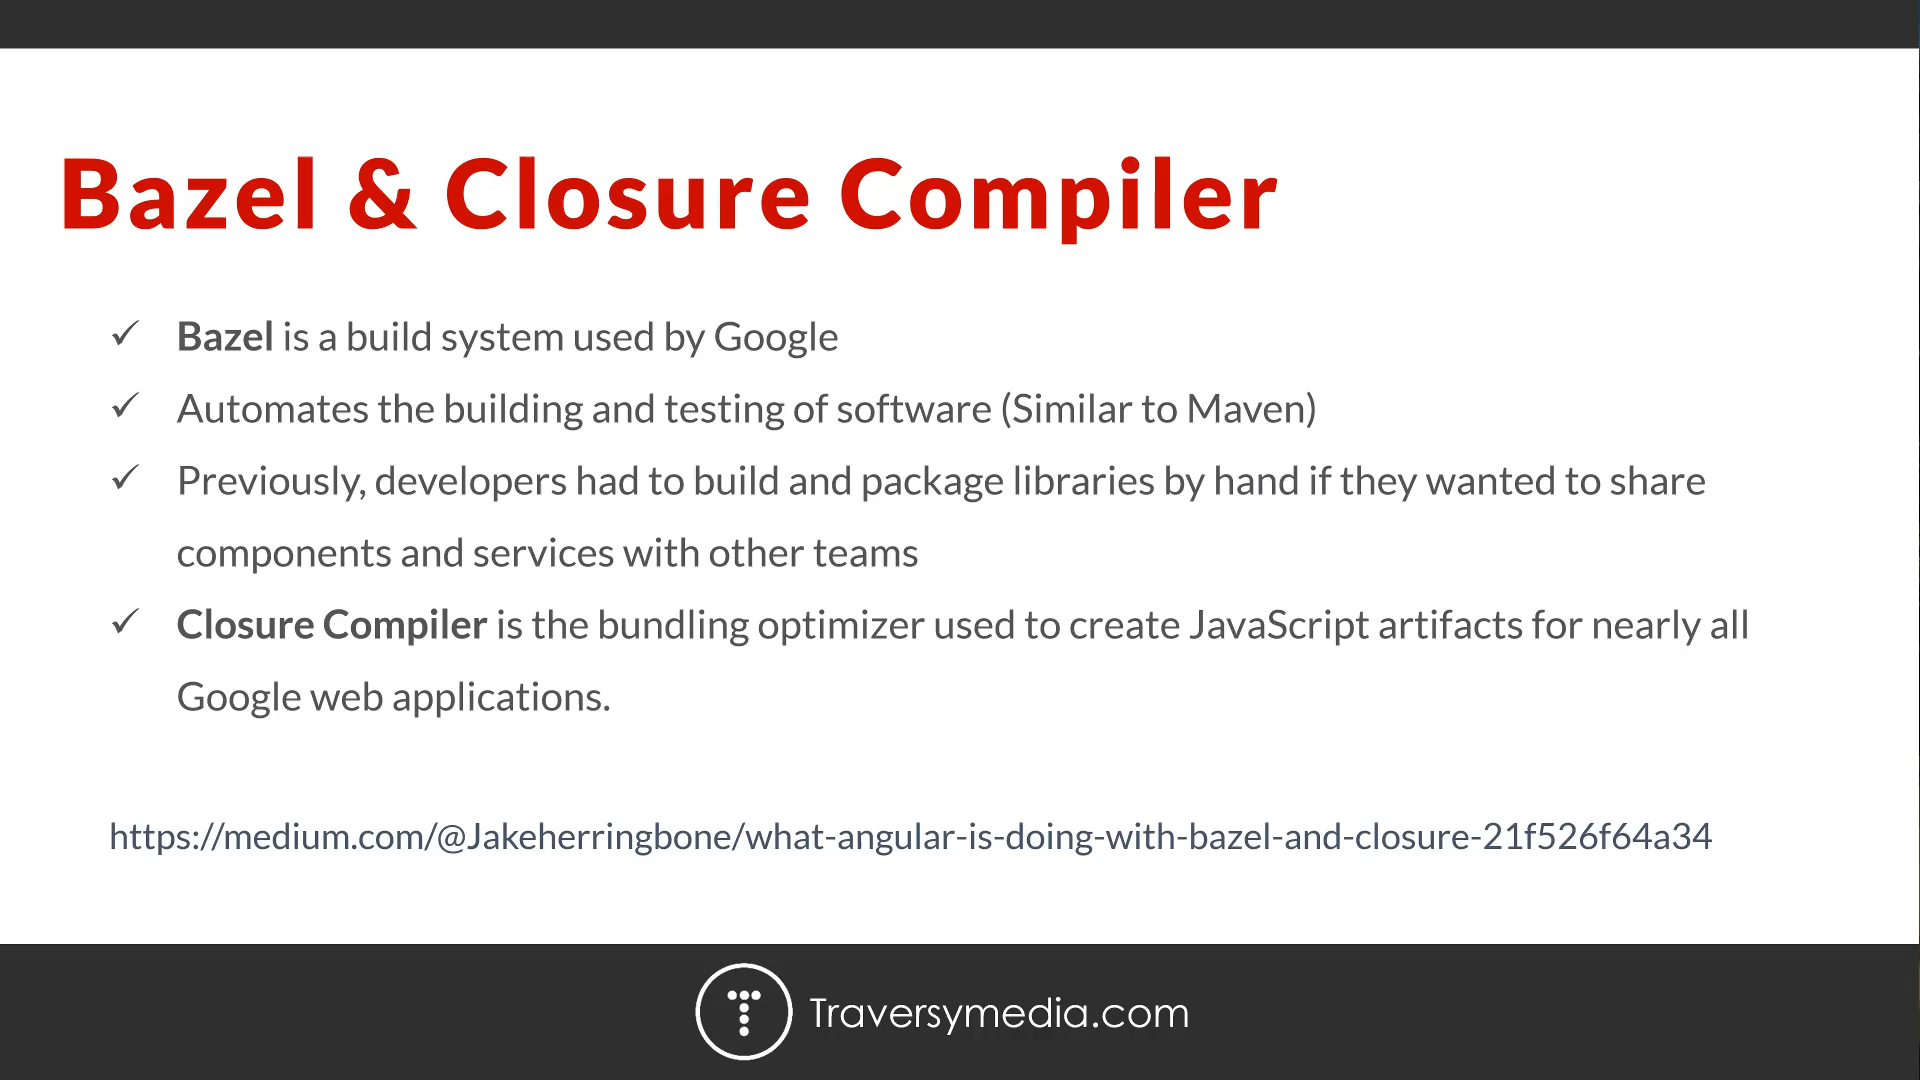 Bazel & Closure Compiler
✓ Bazel is a build system used by Google
✓ Automates the building and testing of software (Similar to Maven)
✓ Previously, developers had to build and package libraries by hand if they wanted to share
components and services with other teams
✓ Closure Compiler is the bundling optimizer used to create JavaScript artifacts for nearly all
Google web applications.
https://medium.com/@Jakeherringbone/what-angular-is-doing-with-bazel-and-closure-21f526f64a34
T Traversymedia.com